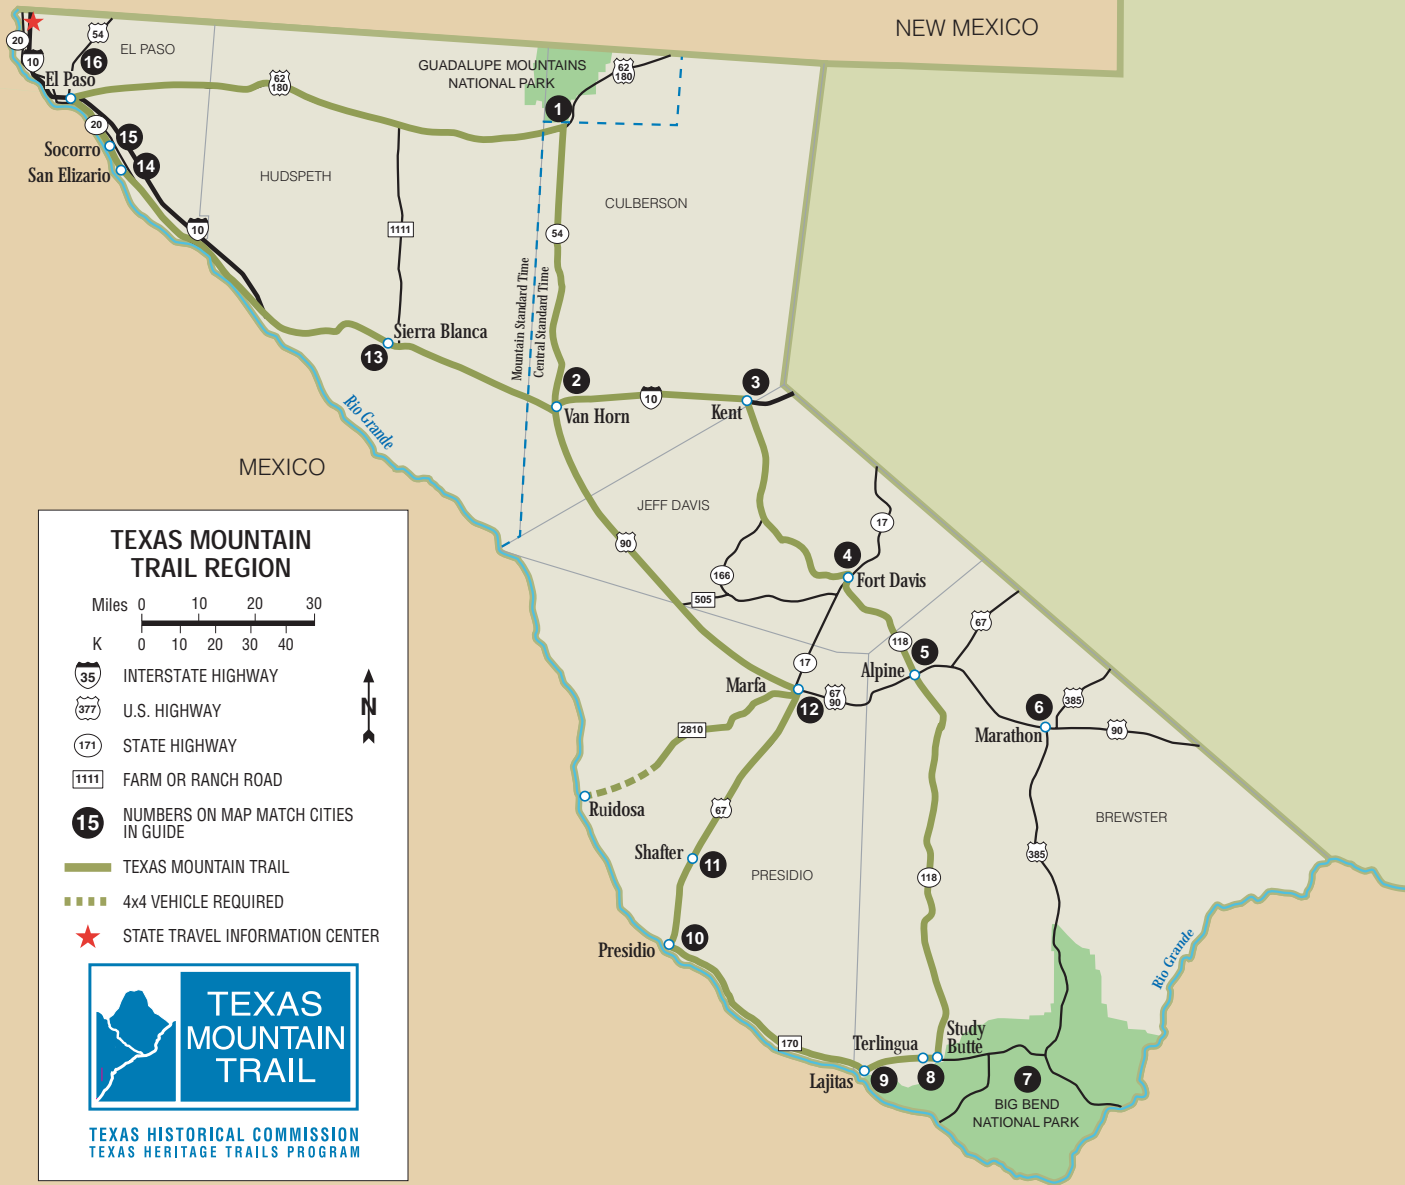 NEW MEXICO
20
10
54
EL PASO
16
El Paso
62
180
GUADALUPE MOUNTAINS
NATIONAL PARK
62
180
1
20
15
Socorro
14
San Elizario
HUDSPETH
CULBERSON
10
1111
54
Mountain Standard Time
Central Standard Time
Sierra Blanca
13
2
Van Horn
10
3
Kent
Rio Grande
MEXICO
JEFF DAVIS
17
90
4
166
Fort Davis
505
67
118
5
17
Alpine
Marfa
67
90
12
6
385
Marathon
90
2810
Ruidosa
67
BREWSTER
Shafter
11
385
PRESIDIO
118
Presidio
10
Rio Grande
170
Terlingua
Study
Butte
Lajitas
9
8
7
BIG BEND
NATIONAL PARK
TEXAS MOUNTAIN
TRAIL REGION
Miles 0 10 20 30
K 0 10 20 30 40
35 INTERSTATE HIGHWAY
377 U.S. HIGHWAY
N
171 STATE HIGHWAY
1111 FARM OR RANCH ROAD
15 NUMBERS ON MAP MATCH CITIES
IN GUIDE
TEXAS MOUNTAIN TRAIL
4x4 VEHICLE REQUIRED
STATE TRAVEL INFORMATION CENTER
TEXAS
MOUNTAIN
TRAIL
TEXAS HISTORICAL COMMISSION
TEXAS HERITAGE TRAILS PROGRAM